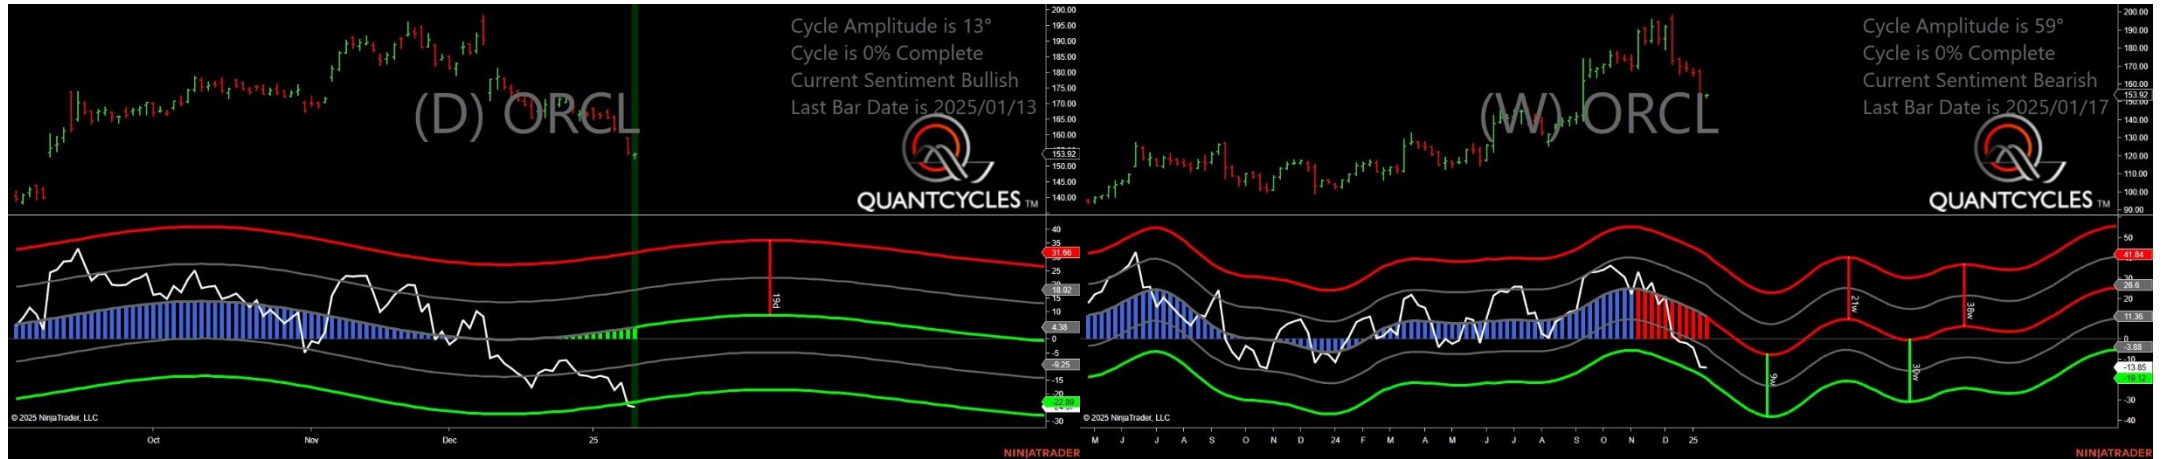 Cycle Amplitude is 13°
Cycle is 0% Complete
Current Sentiment Bullish
Last Bar Date is 2025/01/13
(D) ORCL
QUANTCYCLES TM
200.00
195.00
190.00
185.00
180.00
175.00
170.00
165.00
160.00
153.92
150.00
145.00
140.00
40
35
31.66
25
18.02
15
10
4.38
0
-5
-9.25
-15
-22.89
-30
19d
© 2025 NinjaTrader, LLC
Oct Nov Dec 25
NINJATRADER
Cycle Amplitude is 59°
Cycle is 0% Complete
Current Sentiment Bearish
Last Bar Date is 2025/01/17
(W) ORCL
QUANTCYCLES TM
200.00
190.00
180.00
170.00
160.00
153.92
150.00
140.00
130.00
120.00
110.00
100.00
90.00
50
41.84
30
26.6
20
11.36
0
-3.88
-10
-13.85
-19.12
-30
-40
9w
21w
30w
38w
© 2025 NinjaTrader, LLC
M J J A S O N D 24 F M A M J J A S O N D 25
NINJATRADER